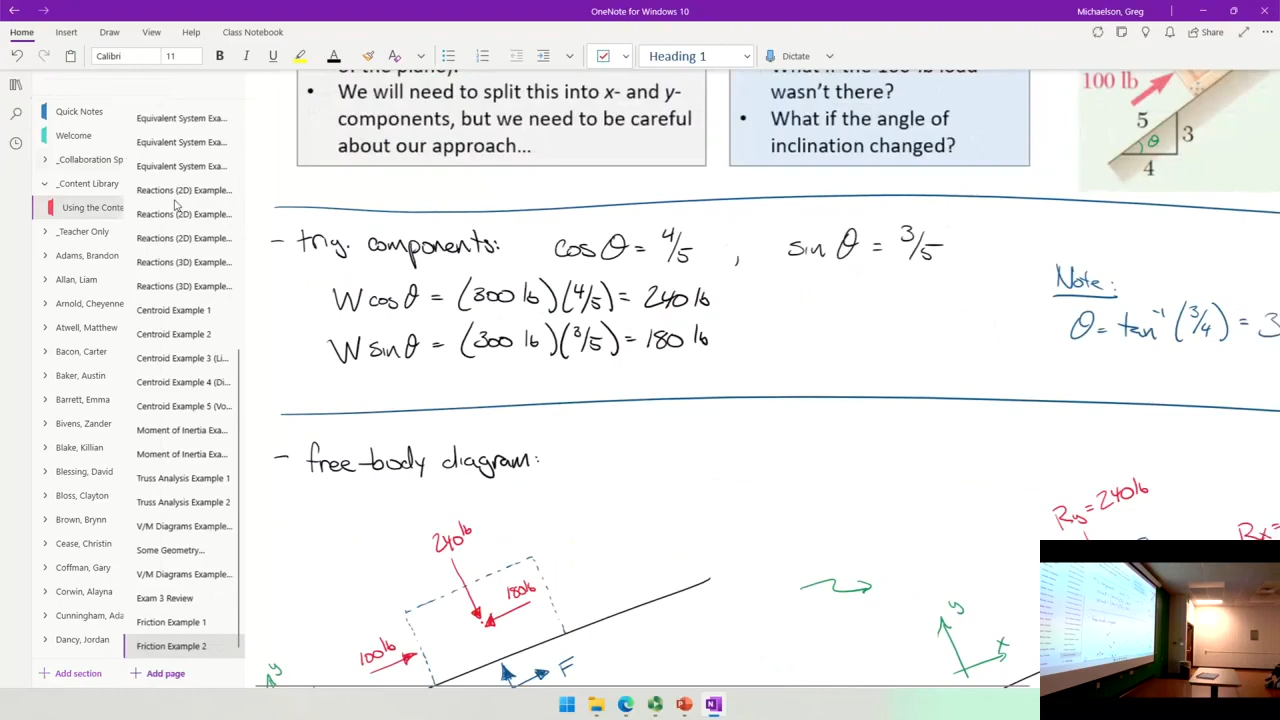 OneNote for Windows 10
Michaelson, Greg
Home
Insert
Draw
View
Help
Class Notebook
Share
Calibri
11
B
I
U
A
Heading 1
Dictate
Quick Notes
Welcome
_Collaboration Sp
_Content Library
Using the Conte
_Teacher Only
Adams, Brandon
Allan, Liam
Arnold, Cheyenne
Atwell, Matthew
Bacon, Carter
Baker, Austin
Barrett, Emma
Bivens, Zander
Blake, Killian
Blessing, David
Bloss, Clayton
Brown, Brynn
Cease, Christin
Coffman, Gary
Corwin, Alayna
Cunningham, Ada
Dancy, Jordan
Add section
Equivalent System Exa...
Equivalent System Exa...
Equivalent System Exa...
Reactions (2D) Example...
Reactions (2D) Example...
Reactions (2D) Example...
Reactions (3D) Example...
Reactions (3D) Example...
Centroid Example 1
Centroid Example 2
Centroid Example 3 (Li...
Centroid Example 4 (Di...
Centroid Example 5 (Vo...
Moment of Inertia Exa...
Moment of Inertia Exa...
Truss Analysis Example 1
Truss Analysis Example 2
V/M Diagrams Example...
Some Geometry...
V/M Diagrams Example...
Exam 3 Review
Friction Example 1
Friction Example 2
Add page
of the plane).
• We will need to split this into x- and y-
components, but we need to be careful
about our approach...
What if the 100 lb load
wasn't there?
• What if the angle of
inclination changed?
100 lb
5
3
θ
4
- trig. components: cos θ = 4/5 , sin θ = 3/5
W cos θ = (300 lb)(4/5) = 240 lb
W sin θ = (300 lb)(3/5) = 180 lb
Note:
θ = tan⁻¹ (3/4) = 3
- free-body diagram:
240 lb
180 lb
100 lb
F
y
y
x
Ry = 240 lb
Rx =